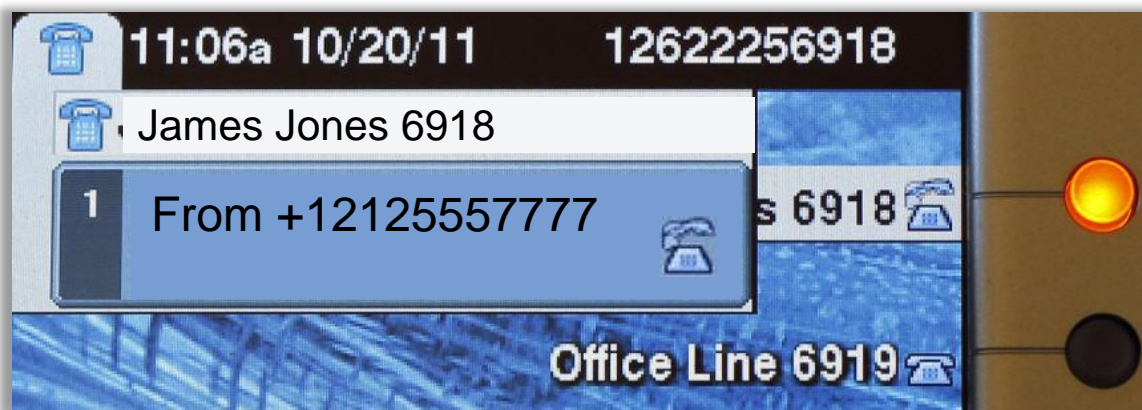 11:06a 10/20/11 12622256918
James Jones 6918
1 From +12125557777
s 6918
Office Line 6919